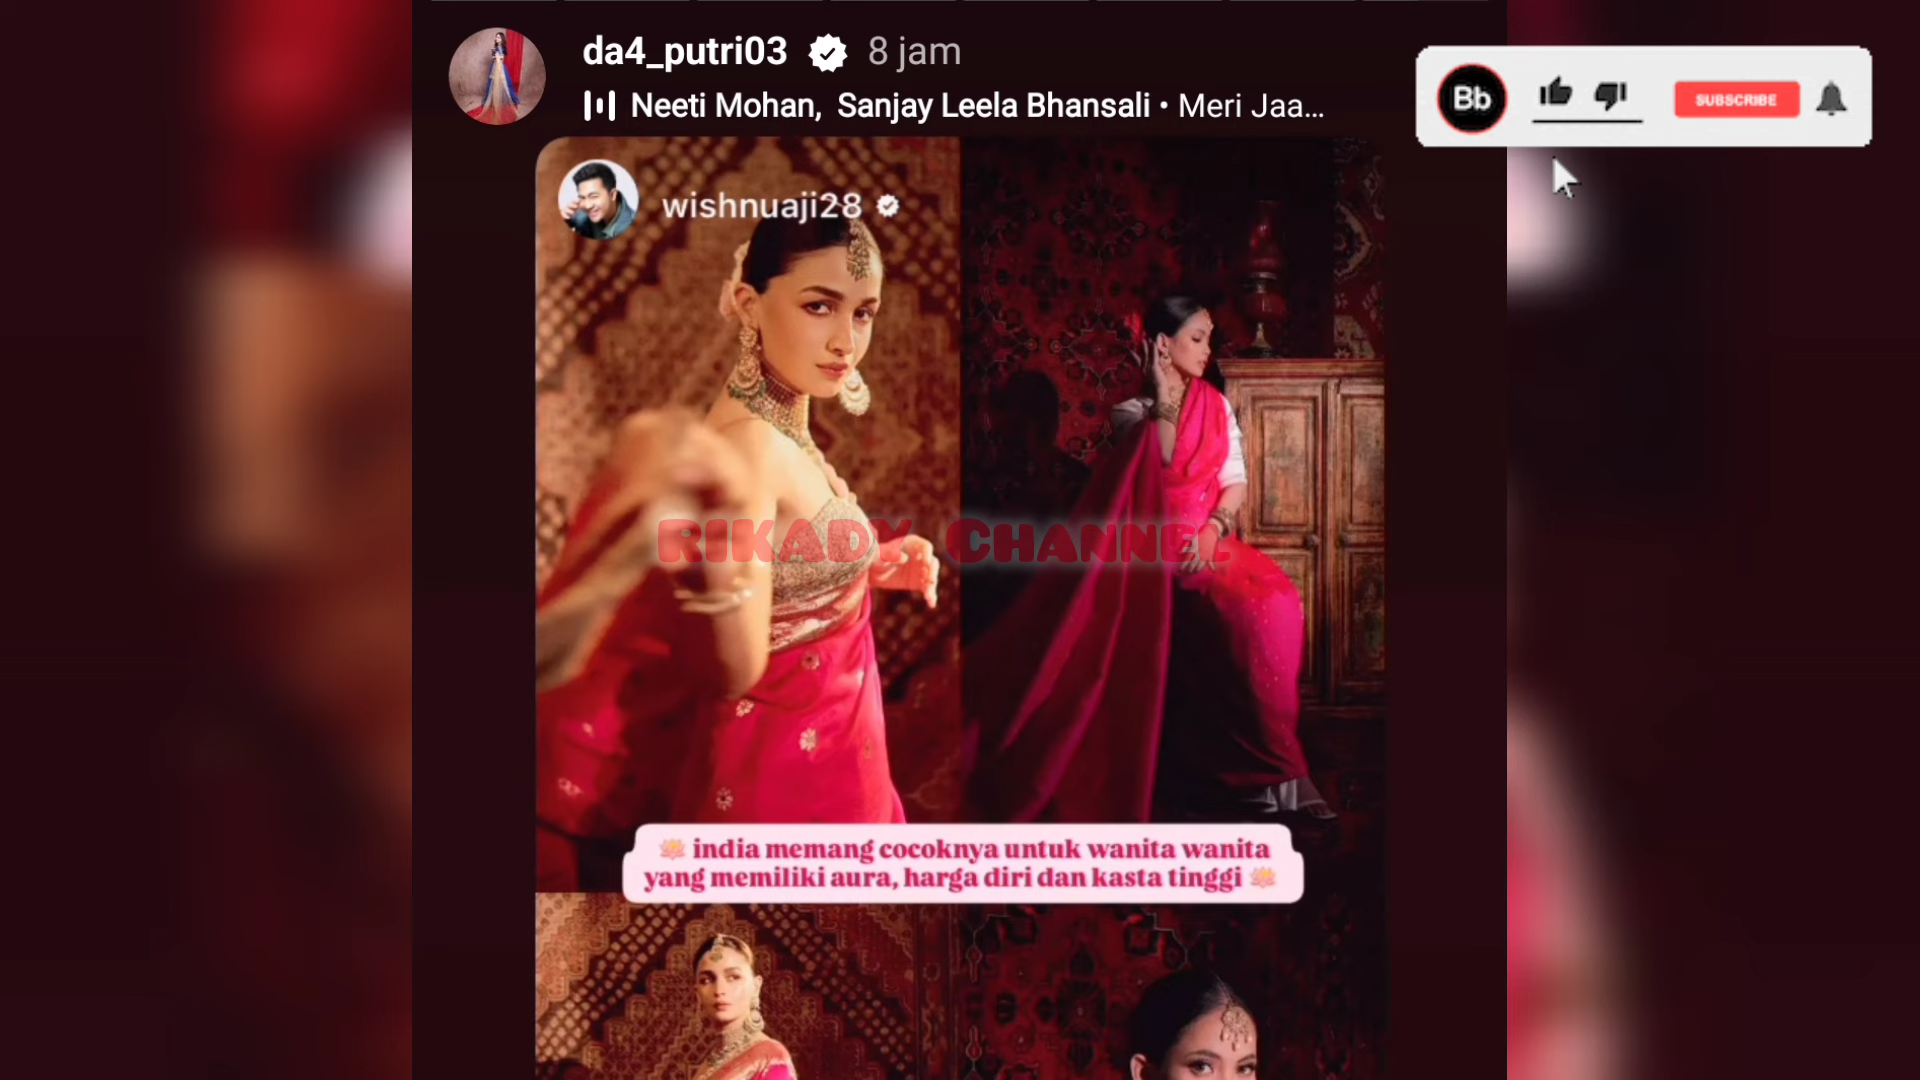 da4_putri03 8 jam
Neeti Mohan, Sanjay Leela Bhansali • Meri Jaa...
Bb SUBSCRIBE
wishnuaji28
RIKADY CHANNEL
india memang cocoknya untuk wanita wanita
yang memiliki aura, harga diri dan kasta tinggi